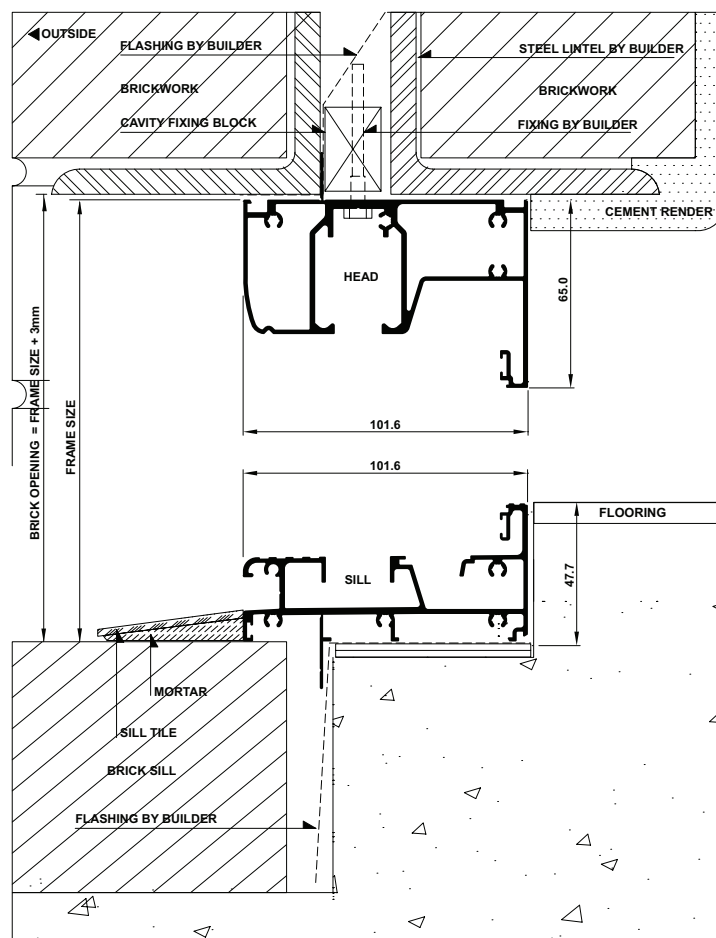 OUTSIDE
FLASHING BY BUILDER
STEEL LINTEL BY BUILDER
BRICKWORK
BRICKWORK
CAVITY FIXING BLOCK
FIXING BY BUILDER
CEMENT RENDER
HEAD
65.0
BRICK OPENING = FRAME SIZE + 3mm
FRAME SIZE
101.6
101.6
FLOORING
SILL
47.7
MORTAR
SILL TILE
BRICK SILL
FLASHING BY BUILDER